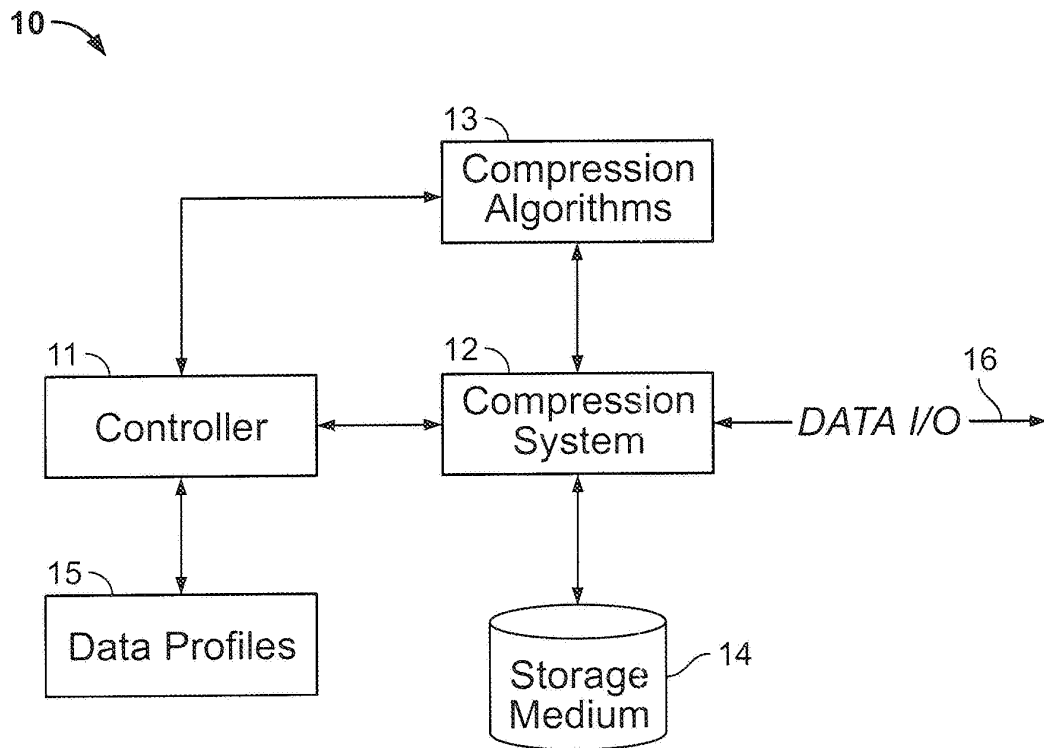 10
13
Compression
Algorithms
11
Controller
12
Compression
System
16
DATA I/O
15
Data Profiles
14
Storage
Medium